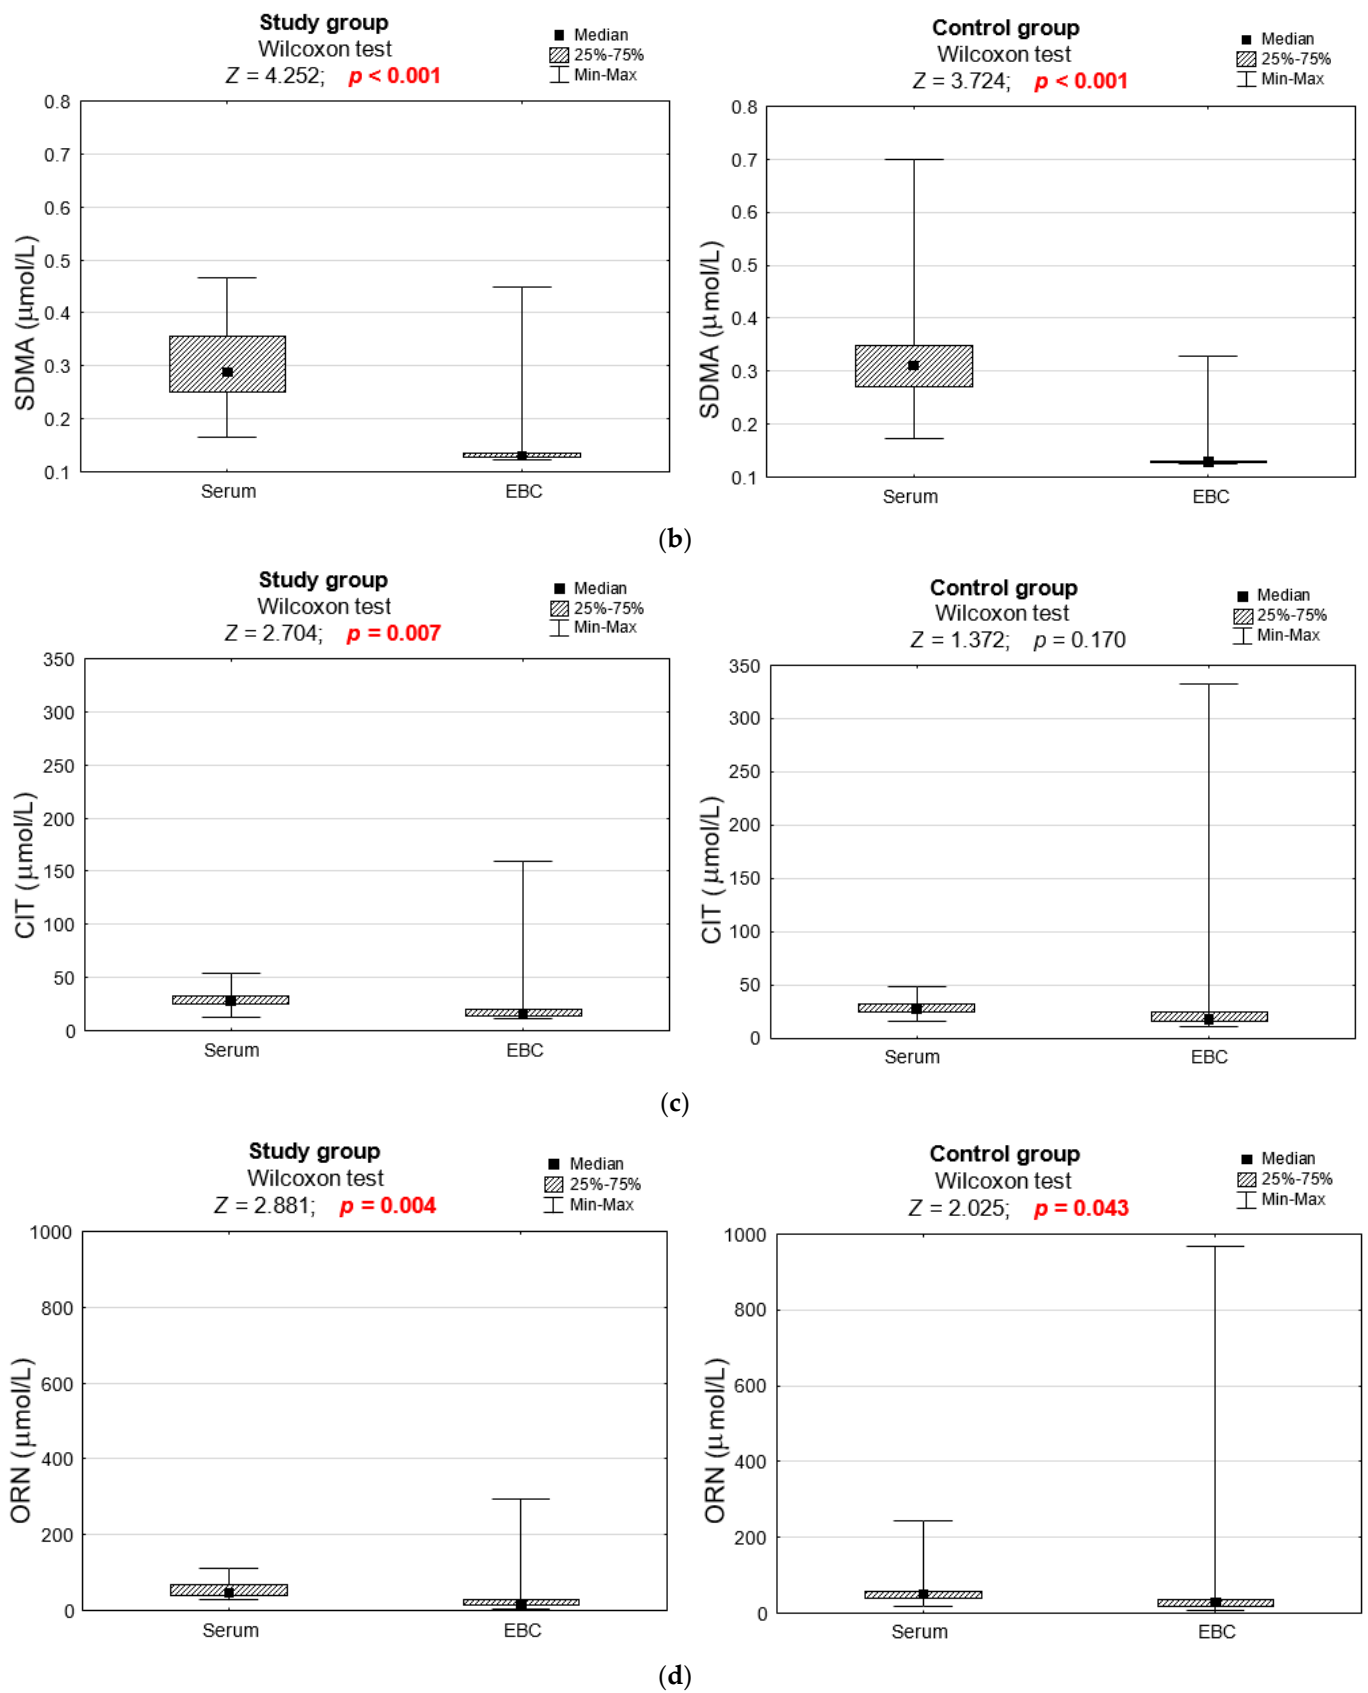 Study group
Wilcoxon test
Z = 4.252; p < 0.001
Median
25%-75%
Min-Max
0.8
0.7
0.6
0.5
0.4
0.3
0.2
0.1
SDMA (µmol/L)
Serum
EBC
Control group
Wilcoxon test
Z = 3.724; p < 0.001
Median
25%-75%
Min-Max
0.8
0.7
0.6
0.5
0.4
0.3
0.2
0.1
SDMA (µmol/L)
Serum
EBC
(b)
Study group
Wilcoxon test
Z = 2.704; p = 0.007
Median
25%-75%
Min-Max
350
300
250
200
150
100
50
0
CIT (µmol/L)
Serum
EBC
Control group
Wilcoxon test
Z = 1.372; p = 0.170
Median
25%-75%
Min-Max
350
300
250
200
150
100
50
0
CIT (µmol/L)
Serum
EBC
(c)
Study group
Wilcoxon test
Z = 2.881; p = 0.004
Median
25%-75%
Min-Max
1000
800
600
400
200
0
ORN (µmol/L)
Serum
EBC
Control group
Wilcoxon test
Z = 2.025; p = 0.043
Median
25%-75%
Min-Max
1000
800
600
400
200
0
ORN (µmol/L)
Serum
EBC
(d)